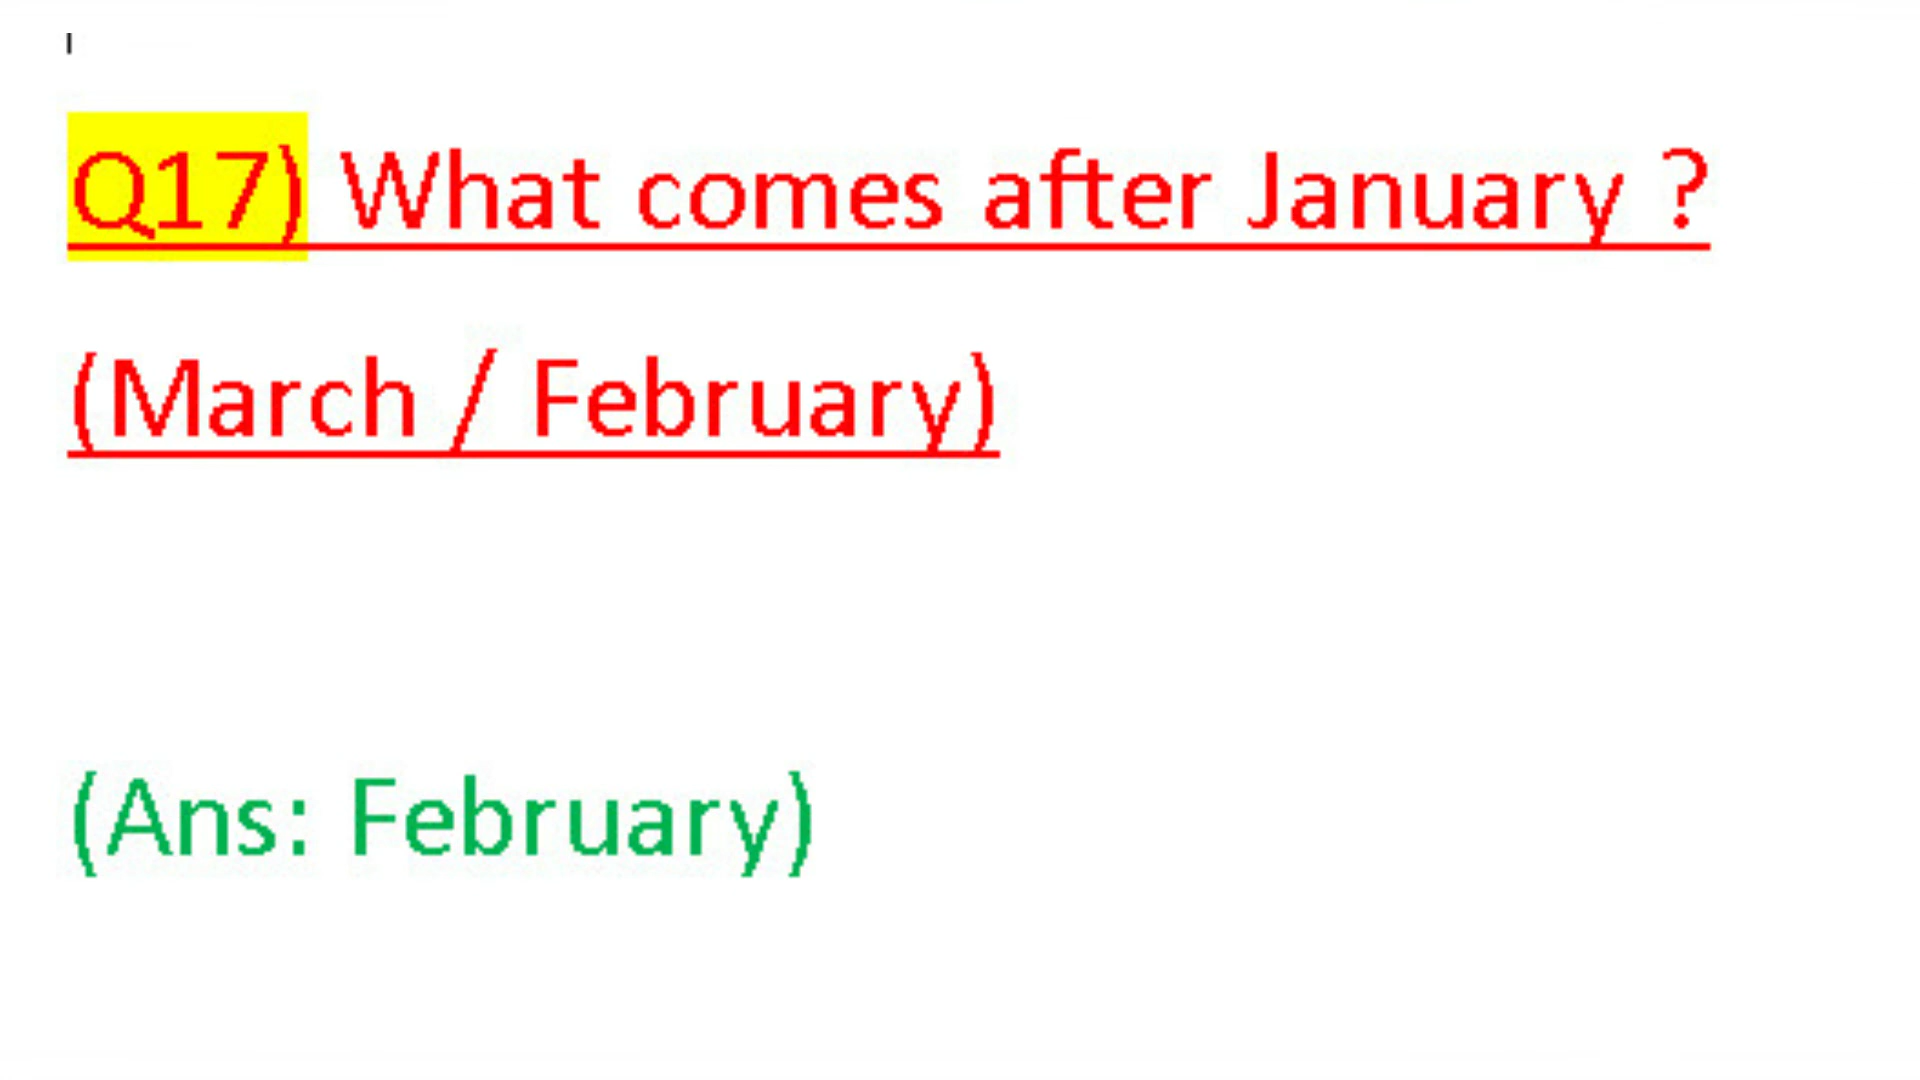 Q17) What comes after January ?
(March / February)
(Ans: February)